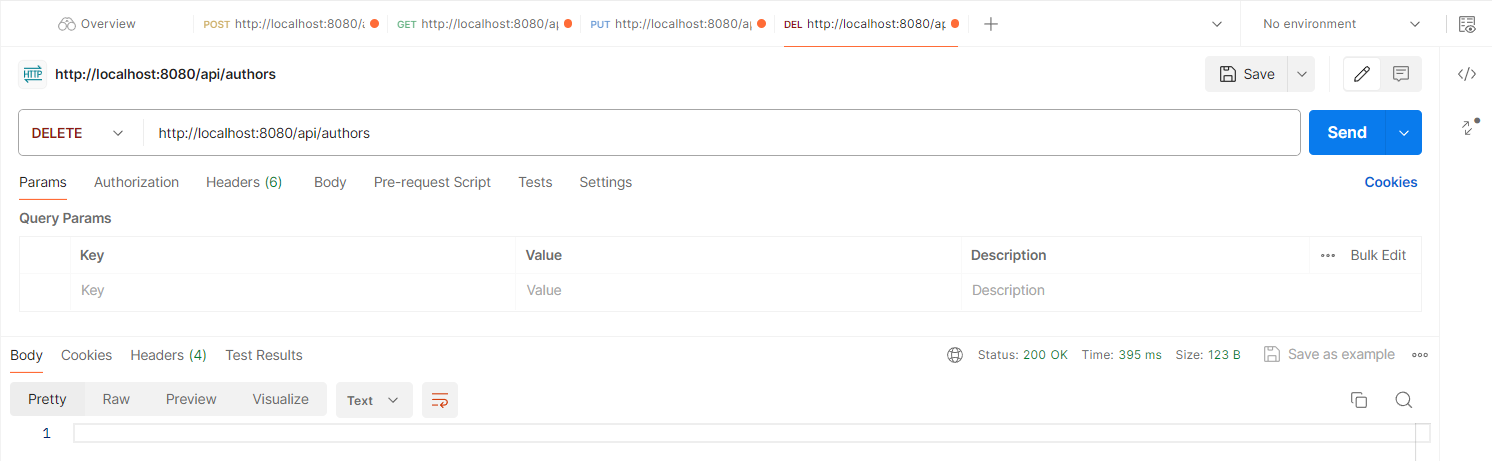 Overview POST http://localhost:8080/a GET http://localhost:8080/ap PUT http://localhost:8080/ap DEL http://localhost:8080/ap No environment
HTTP http://localhost:8080/api/authors Save
DELETE http://localhost:8080/api/authors Send
Params Authorization Headers (6) Body Pre-request Script Tests Settings Cookies
Query Params
Key Value Description Bulk Edit
Key Value Description
Body Cookies Headers (4) Test Results Status: 200 OK Time: 395 ms Size: 123 B Save as example
Pretty Raw Preview Visualize Text
1